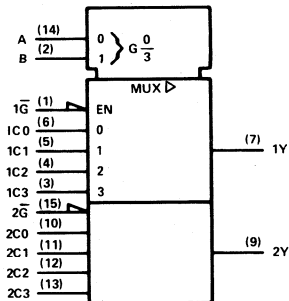 A (14) 0 G 0/3
B (2) 1
MUX ▷
1G̅ (1) EN
IC0 (6) 0
1C1 (5) 1 (7) 1Y
1C2 (4) 2
1C3 (3) 3
2G̅ (15)
2C0 (10)
2C1 (11) (9) 2Y
2C2 (12)
2C3 (13)